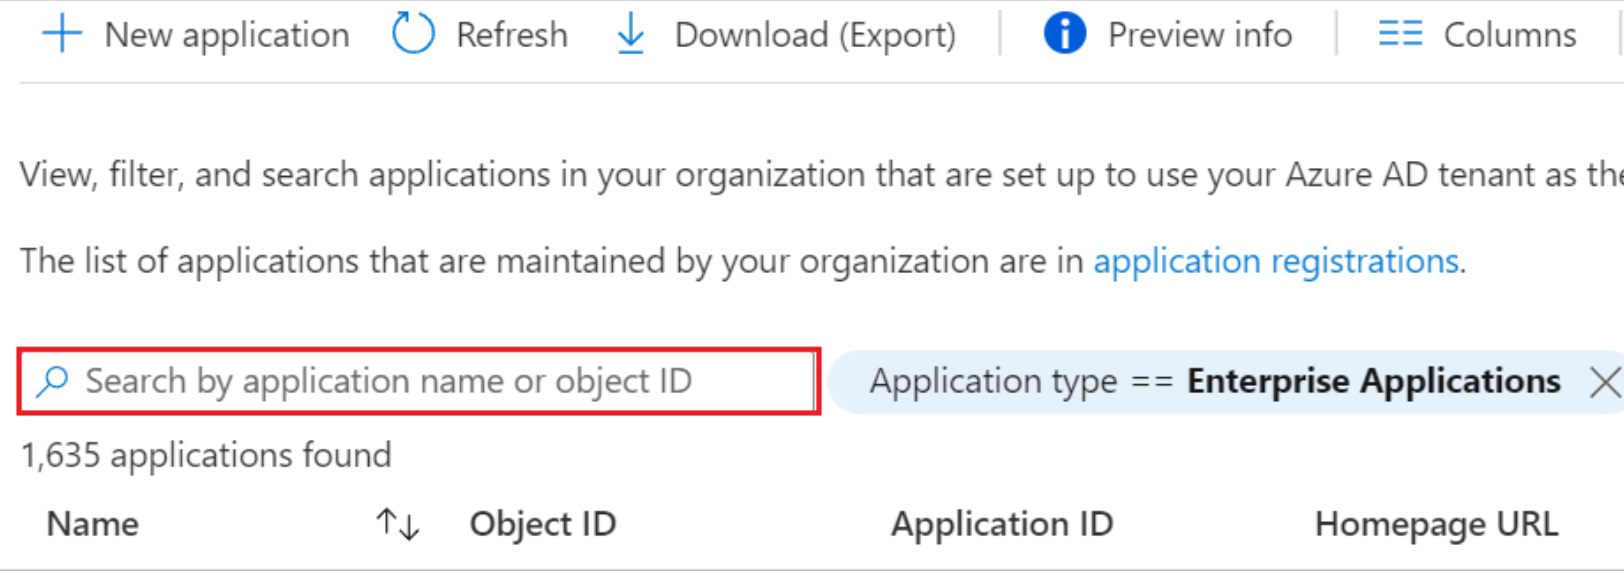 New application Refresh Download (Export) Preview info Columns
View, filter, and search applications in your organization that are set up to use your Azure AD tenant as the
The list of applications that are maintained by your organization are in application registrations.
Search by application name or object ID Application type == Enterprise Applications
1,635 applications found
Name Object ID Application ID Homepage URL